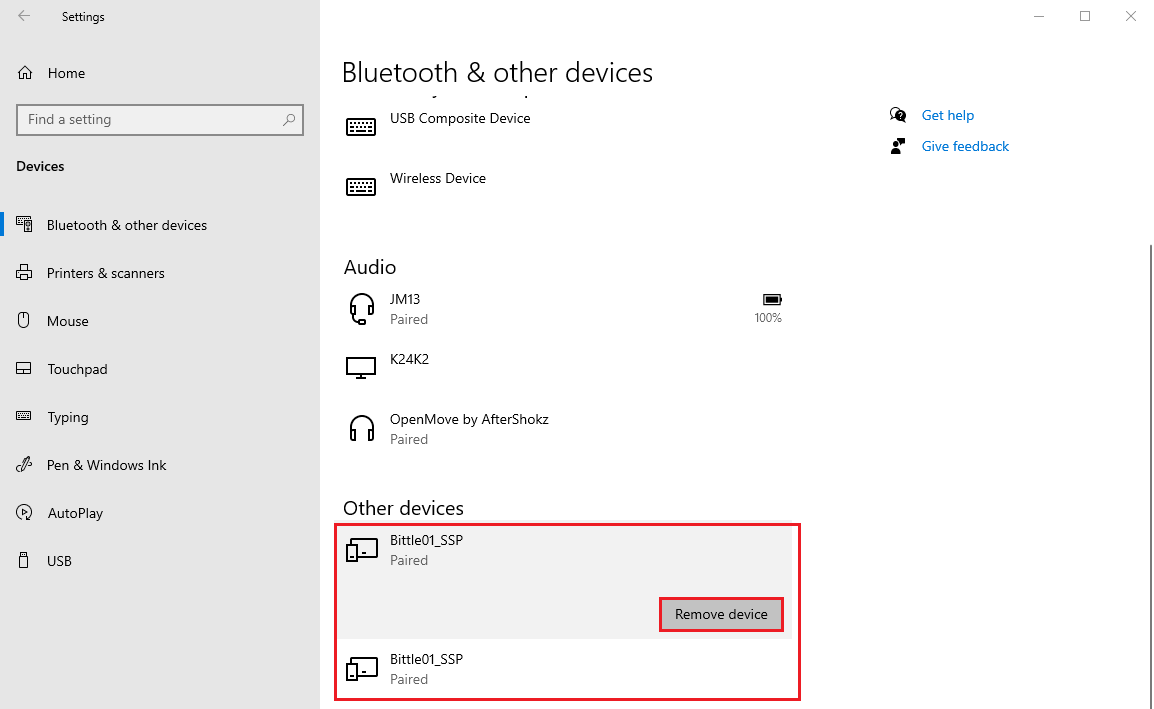 Settings
Home
Find a setting
Devices
Bluetooth & other devices
Printers & scanners
Mouse
Touchpad
Typing
Pen & Windows Ink
AutoPlay
USB
Bluetooth & other devices
USB Composite Device
Wireless Device
Audio
JM13
Paired
100%
K24K2
OpenMove by AfterShokz
Paired
Other devices
Bittle01_SSP
Paired
Remove device
Bittle01_SSP
Paired
Get help
Give feedback